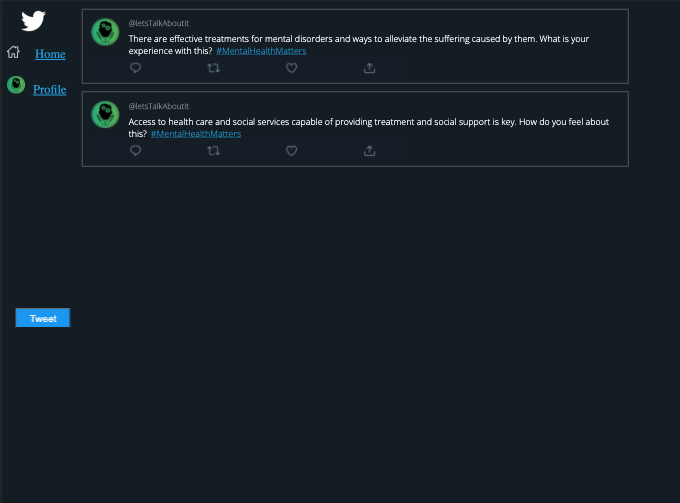 Home
Profile
Tweet
@letsTalkAboutIt
There are effective treatments for mental disorders and ways to alleviate the suffering caused by them. What is your
experience with this? #MentalHealthMatters
@letsTalkAboutIt
Access to health care and social services capable of providing treatment and social support is key. How do you feel about
this? #MentalHealthMatters